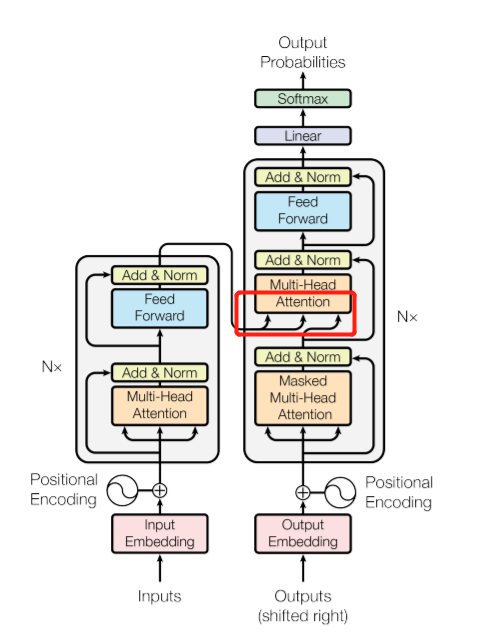 Output
Probabilities
Softmax
Linear
Add & Norm
Feed
Forward
Add & Norm
Multi-Head
Attention
Add & Norm
Masked
Multi-Head
Attention
Nx
Add & Norm
Feed
Forward
Add & Norm
Multi-Head
Attention
Nx
Positional
Encoding
Positional
Encoding
Input
Embedding
Output
Embedding
Inputs
Outputs
(shifted right)